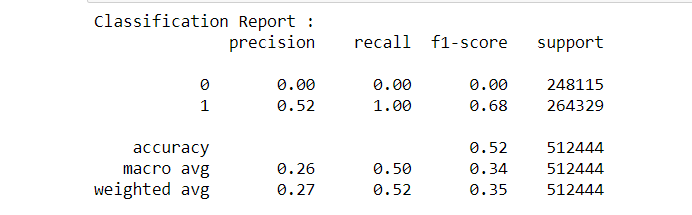 Classification Report :
precision recall f1-score support
0 0.00 0.00 0.00 248115
1 0.52 1.00 0.68 264329
accuracy 0.52 512444
macro avg 0.26 0.50 0.34 512444
weighted avg 0.27 0.52 0.35 512444